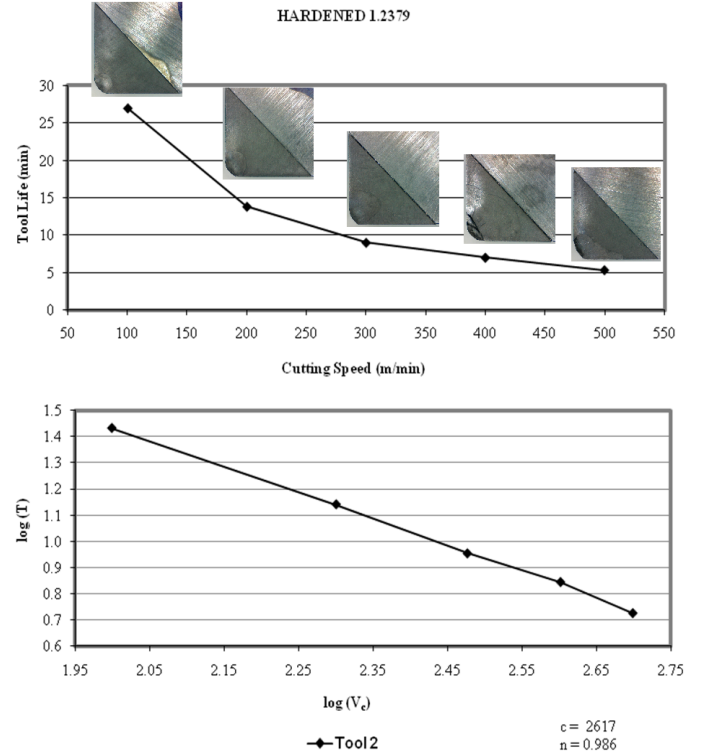 HARDENED 1.2379
30
25
20
15
10
5
0
Tool Life (min)
50 100 150 200 250 300 350 400 450 500 550
Cutting Speed (m/min)
1.5
1.4
1.3
1.2
1.1
1.0
0.9
0.8
0.7
0.6
log (T)
1.95 2.05 2.15 2.25 2.35 2.45 2.55 2.65 2.75
log (Vc)
Tool 2
c = 2617
n = 0.986